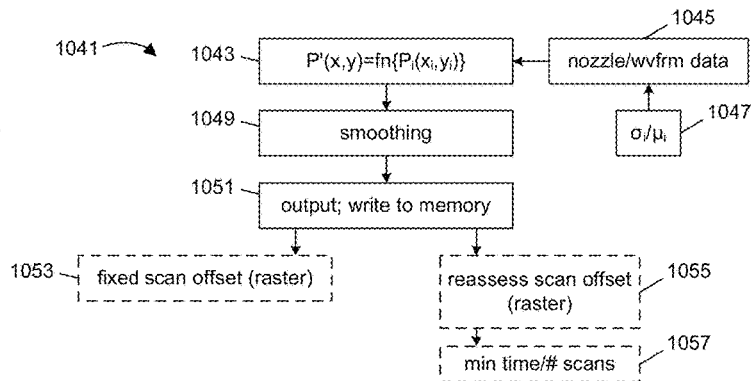 1041
1043
P'(x,y)=fn{Pᵢ(xᵢ,yᵢ)}
1045
nozzle/wvfrm data
1047
σᵢ/μᵢ
1049
smoothing
1051
output; write to memory
1053
fixed scan offset (raster)
1055
reassess scan offset
(raster)
1057
min time/# scans